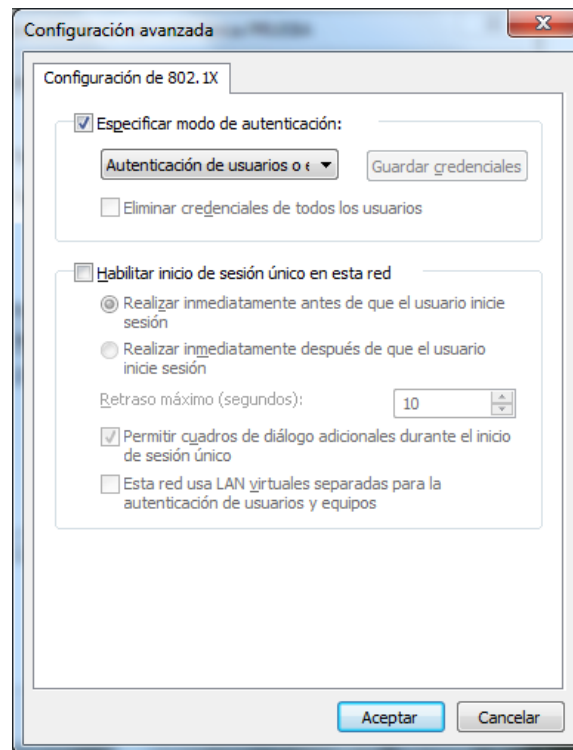 Configuración avanzada
Configuración de 802.1X
Especificar modo de autenticación:
Autenticación de usuarios o e
Guardar credenciales
Eliminar credenciales de todos los usuarios
Habilitar inicio de sesión único en esta red
Realizar inmediatamente antes de que el usuario inicie
sesión
Realizar inmediatamente después de que el usuario
inicie sesión
Retraso máximo (segundos):
10
Permitir cuadros de diálogo adicionales durante el inicio
de sesión único
Esta red usa LAN virtuales separadas para la
autenticación de usuarios y equipos
Aceptar
Cancelar